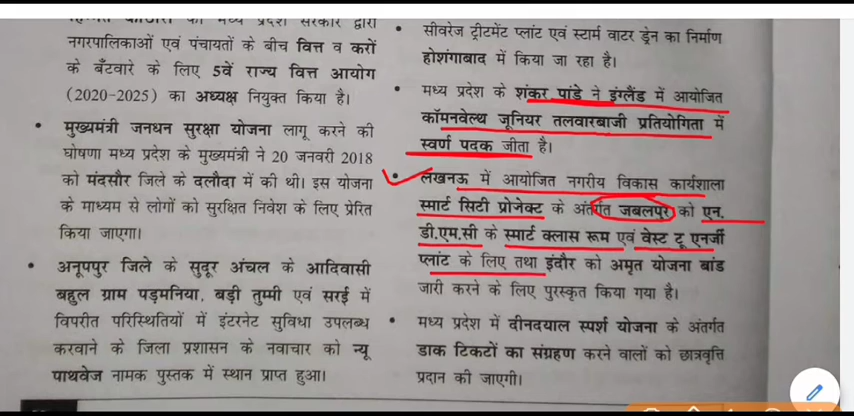 का मध्य प्रदेश सरकार द्वारा
नगरपालिकाओं एवं पंचायतों के बीच वित्त व करों
के बँटवारे के लिए 5वें राज्य वित्त आयोग
(2020-2025) का अध्यक्ष नियुक्त किया है।
• मुख्यमंत्री जनधन सुरक्षा योजना लागू करने की
घोषणा मध्य प्रदेश के मुख्यमंत्री ने 20 जनवरी 2018
को मंदसौर जिले के दलौदा में की थी। इस योजना
के माध्यम से लोगों को सुरक्षित निवेश के लिए प्रेरित
किया जाएगा।
• अनूपपुर जिले के सुदूर अंचल के आदिवासी
बहुल ग्राम पड़मनिया, बड़ी तुम्मी एवं सरई में
विपरीत परिस्थितियों में इंटरनेट सुविधा उपलब्ध
करवाने के जिला प्रशासन के नवाचार को न्यू
पाथवेज नामक पुस्तक में स्थान प्राप्त हुआ।
• सीवरेज ट्रीटमेंट प्लांट एवं स्टार्म वाटर ड्रेन का निर्माण
होशंगाबाद में किया जा रहा है।
• मध्य प्रदेश के शंकर पांडे ने इंग्लैंड में आयोजित
कॉमनवेल्थ जूनियर तलवारबाजी प्रतियोगिता में
स्वर्ण पदक जीता है।
• लखनऊ में आयोजित नगरीय विकास कार्यशाला
स्मार्ट सिटी प्रोजेक्ट के अंतर्गत जबलपुर को एन.
डी.एम.सी के स्मार्ट क्लास रूम एवं वेस्ट टू एनर्जी
प्लांट के लिए तथा इंदौर को अमृत योजना बांड
जारी करने के लिए पुरस्कृत किया गया है।
• मध्य प्रदेश में दीनदयाल स्पर्श योजना के अंतर्गत
डाक टिकटों का संग्रहण करने वालों को छात्रवृत्ति
प्रदान की जाएगी।